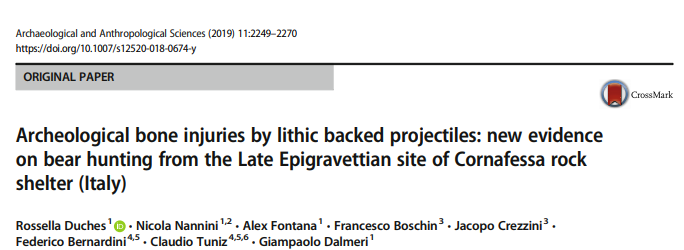 Archaeological and Anthropological Sciences (2019) 11:2249–2270
https://doi.org/10.1007/s12520-018-0674-y
ORIGINAL PAPER
CrossMark
Archeological bone injuries by lithic backed projectiles: new evidence
on bear hunting from the Late Epigravettian site of Cornafessa rock
shelter (Italy)
Rossella Duches 1 iD · Nicola Nannini 1,2 · Alex Fontana 1 · Francesco Boschin 3 · Jacopo Crezzini 3 ·
Federico Bernardini 4,5 · Claudio Tuniz 4,5,6 · Giampaolo Dalmeri 1